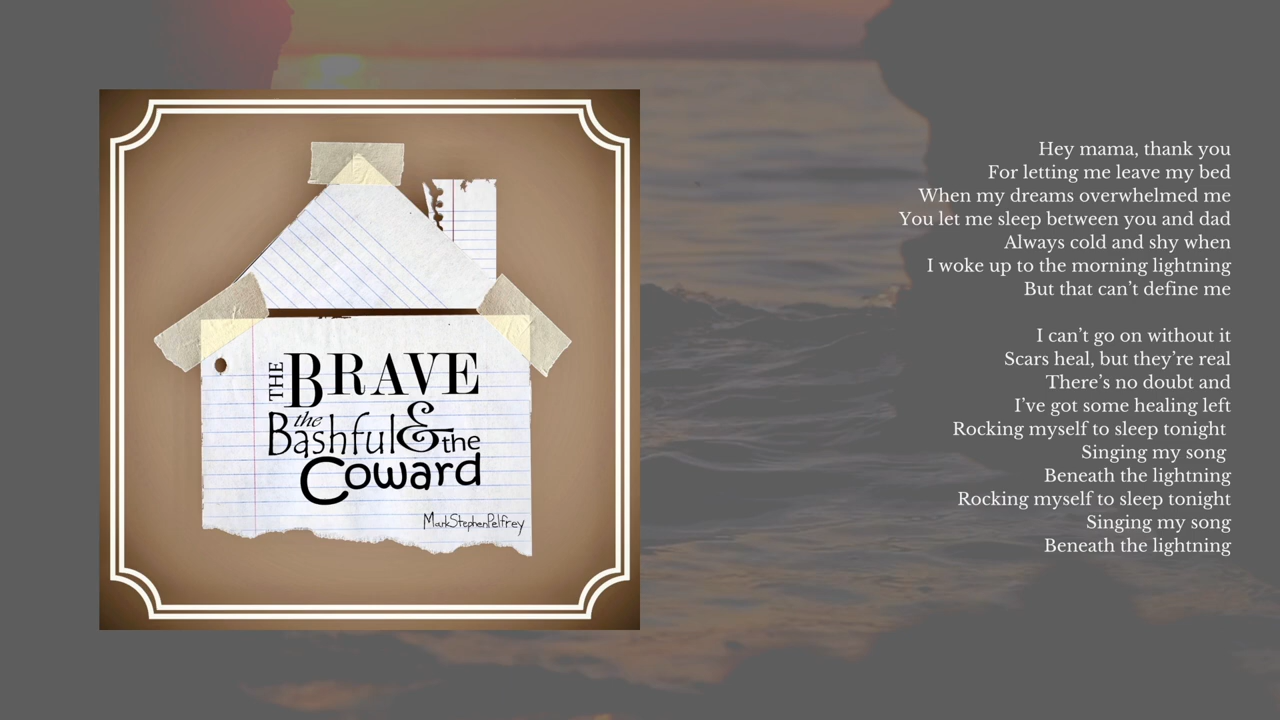 THE BRAVE
the
Bashful & the
Coward
MarkStephenPelfrey
Hey mama, thank you
For letting me leave my bed
When my dreams overwhelmed me
You let me sleep between you and dad
Always cold and shy when
I woke up to the morning lightning
But that can’t define me
I can’t go on without it
Scars heal, but they’re real
There’s no doubt and
I’ve got some healing left
Rocking myself to sleep tonight
Singing my song
Beneath the lightning
Rocking myself to sleep tonight
Singing my song
Beneath the lightning